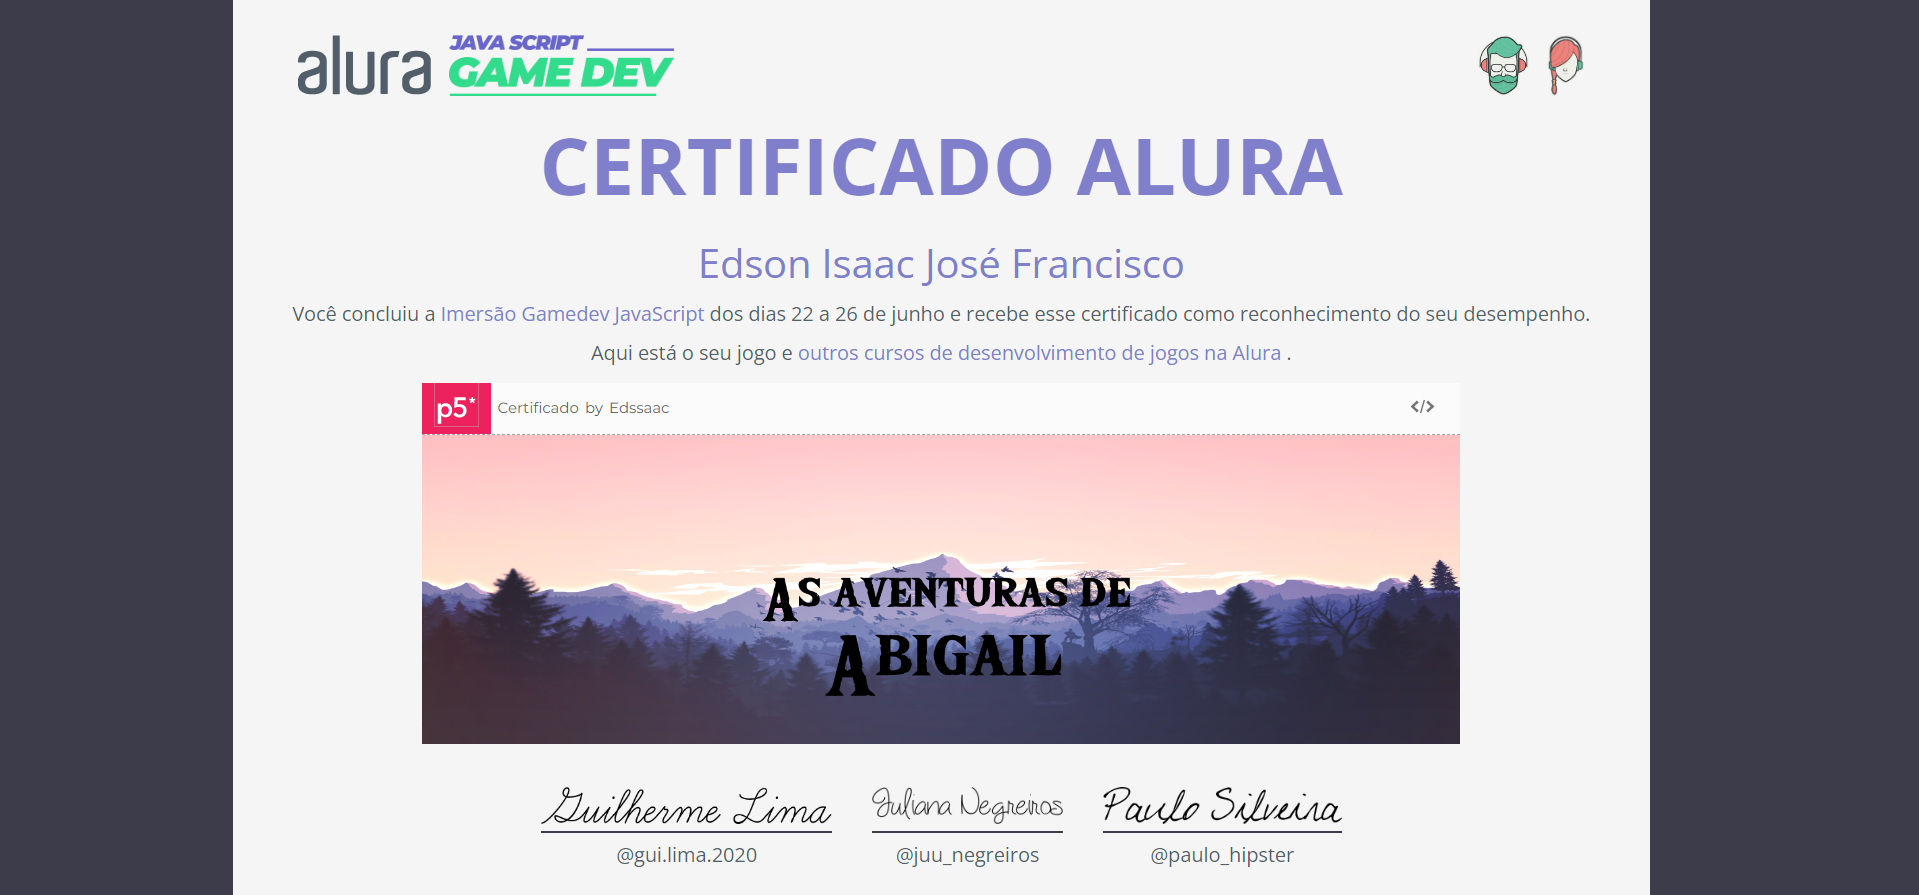 alura JAVA SCRIPT
GAME DEV
CERTIFICADO ALURA
Edson Isaac José Francisco
Você concluiu a Imersão Gamedev JavaScript dos dias 22 a 26 de junho e recebe esse certificado como reconhecimento do seu desempenho.
Aqui está o seu jogo e outros cursos de desenvolvimento de jogos na Alura .
p5* Certificado by Edssaac </>
As aventuras de
Abigail
Guilherme Lima Juliana Negreiros Paulo Silveira
@gui.lima.2020 @juu_negreiros @paulo_hipster